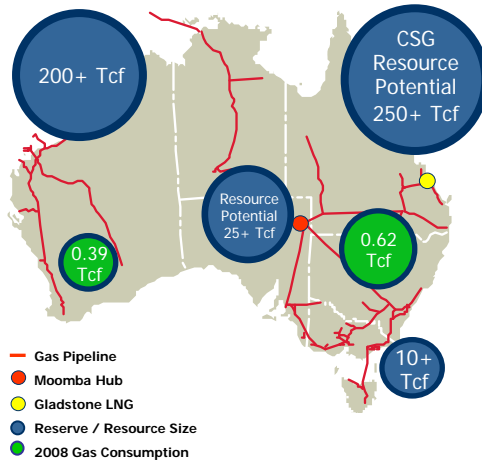 200+ Tcf
CSG
Resource
Potential
250+ Tcf
Resource
Potential
25+ Tcf
0.39
Tcf
0.62
Tcf
10+
Tcf
Gas Pipeline
Moomba Hub
Gladstone LNG
Reserve / Resource Size
2008 Gas Consumption